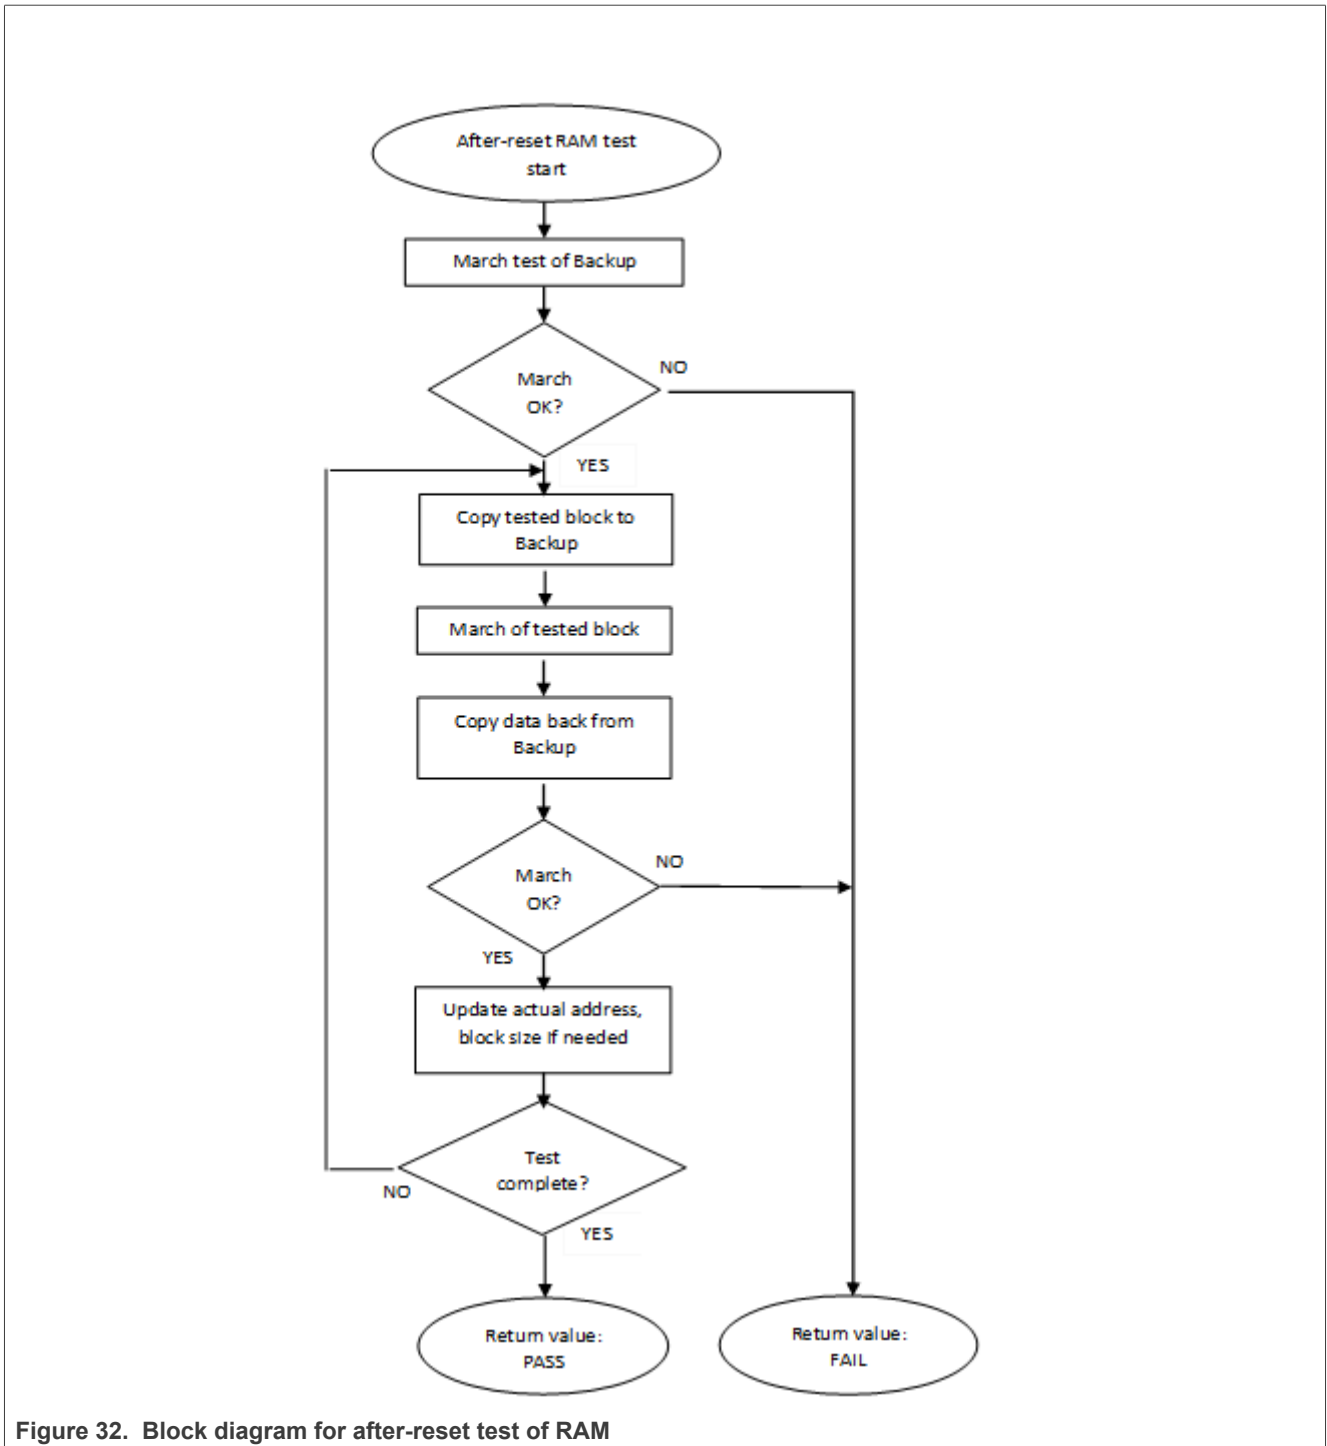 After-reset RAM test
start
March test of Backup
March
OK?
NO
YES
Copy tested block to
Backup
March of tested block
Copy data back from
Backup
March
OK?
NO
YES
Update actual address,
block size if needed
Test
complete?
NO
YES
Return value:
PASS
Return value:
FAIL
Figure 32. Block diagram for after-reset test of RAM